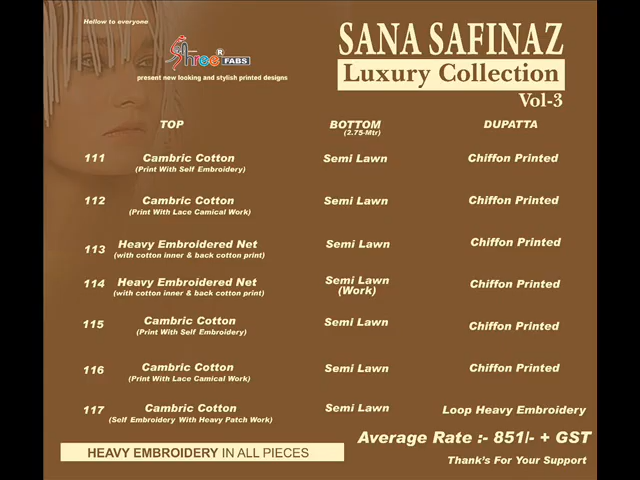 Hellow to everyone
Shree R
FABS
present new looking and stylish printed designs
SANA SAFINAZ
Luxury Collection
Vol-3
TOP BOTTOM DUPATTA
(2.75-Mtr)
111 Cambric Cotton Semi Lawn Chiffon Printed
(Print With Self Embroidery)
112 Cambric Cotton Semi Lawn Chiffon Printed
(Print With Lace Camical Work)
113 Heavy Embroidered Net Semi Lawn Chiffon Printed
(with cotton inner & back cotton print)
114 Heavy Embroidered Net Semi Lawn Chiffon Printed
(with cotton inner & back cotton print) (Work)
115 Cambric Cotton Semi Lawn Chiffon Printed
(Print With Self Embroidery)
116 Cambric Cotton Semi Lawn Chiffon Printed
(Print With Lace Camical Work)
117 Cambric Cotton Semi Lawn Loop Heavy Embroidery
(Self Embroidery With Heavy Patch Work)
Average Rate :- 851/- + GST
HEAVY EMBROIDERY IN ALL PIECES
Thank's For Your Support